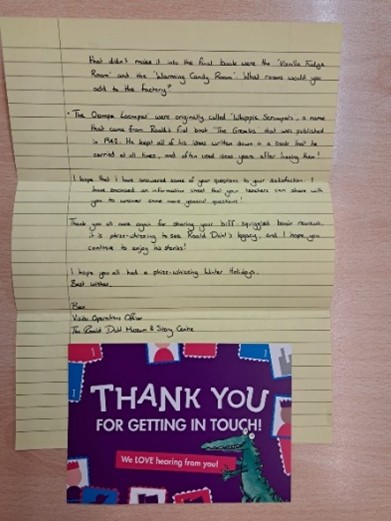 that didn't make it into the final book were the 'Vanilla Fudge
Room' and the 'Warming Candy Room'. What rooms would you
add to the factory?
• The Oompa Loompas were originally called 'Whipple Scrumpets', a name
that came from Roald's first book 'The Gremlins' that was published
in 1943. He kept all of his ideas written down in a book that he
carried at all times, and often used ideas years after having them!
I hope that I have answered some of your questions to your satisfaction. I
have enclosed an information sheet that your teachers can share with
you to answer some more general questions!
Thank you all once again for sharing your biff-squiggled brain
it is phizz-whizzing to see Roald Dahl's legacy, and I hope you
continue to enjoy his stories!
I hope you all had a phizz-whizzing Winter Holidays.
Best wishes,
Visitor Operations Officer
The Roald Dahl Museum & Story Centre
THANK YOU
FOR GETTING IN TOUCH!
We LOVE hearing from you!